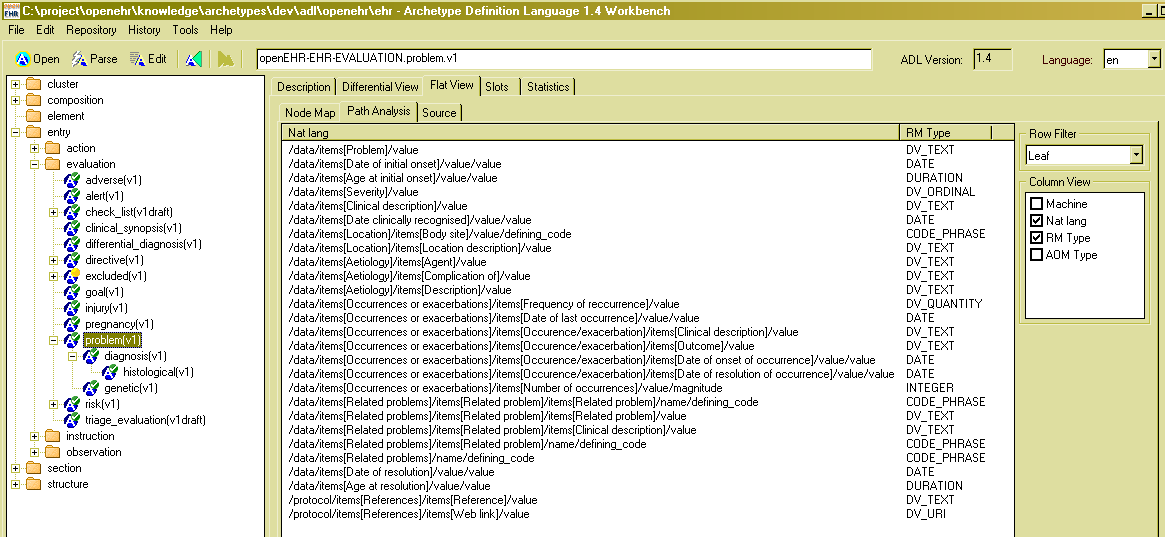 C:\project\openehr\knowledge\archetypes\dev\adl\openehr\ehr - Archetype Definition Language 1.4 Workbench
File Edit Repository History Tools Help
Open Parse Edit openEHR-EHR-EVALUATION.problem.v1 ADL Version: 1.4 Language: en
cluster
composition
element
entry
action
evaluation
adverse(v1)
alert(v1)
check_list(v1draft)
clinical_synopsis(v1)
differential_diagnosis(v1)
directive(v1)
excluded(v1)
goal(v1)
injury(v1)
pregnancy(v1)
problem(v1)
diagnosis(v1)
histological(v1)
genetic(v1)
risk(v1)
triage_evaluation(v1draft)
instruction
observation
section
structure
Description Differential View Flat View Slots Statistics
Node Map Path Analysis Source
Nat lang RM Type
/data/items[Problem]/value DV_TEXT
/data/items[Date of initial onset]/value/value DATE
/data/items[Age at initial onset]/value/value DURATION
/data/items[Severity]/value DV_ORDINAL
/data/items[Clinical description]/value DV_TEXT
/data/items[Date clinically recognised]/value/value DATE
/data/items[Location]/items[Body site]/value/defining_code CODE_PHRASE
/data/items[Location]/items[Location description]/value DV_TEXT
/data/items[Aetiology]/items[Agent]/value DV_TEXT
/data/items[Aetiology]/items[Complication of]/value DV_TEXT
/data/items[Aetiology]/items[Description]/value DV_TEXT
/data/items[Occurrences or exacerbations]/items[Frequency of reccurrence]/value DV_QUANTITY
/data/items[Occurrences or exacerbations]/items[Date of last occurrence]/value/value DATE
/data/items[Occurrences or exacerbations]/items[Occurence/exacerbation]/items[Clinical description]/value DV_TEXT
/data/items[Occurrences or exacerbations]/items[Occurence/exacerbation]/items[Outcome]/value DV_TEXT
/data/items[Occurrences or exacerbations]/items[Occurence/exacerbation]/items[Date of onset of occurrence]/value/value DATE
/data/items[Occurrences or exacerbations]/items[Occurence/exacerbation]/items[Date of resolution of occurrence]/value/value DATE
/data/items[Occurrences or exacerbations]/items[Number of occurrences]/value/magnitude INTEGER
/data/items[Related problems]/items[Related problem]/items[Related problem]/name/defining_code CODE_PHRASE
/data/items[Related problems]/items[Related problem]/items[Related problem]/value DV_TEXT
/data/items[Related problems]/items[Related problem]/items[Clinical description]/value DV_TEXT
/data/items[Related problems]/items[Related problem]/name/defining_code CODE_PHRASE
/data/items[Related problems]/name/defining_code CODE_PHRASE
/data/items[Date of resolution]/value/value DATE
/data/items[Age at resolution]/value/value DURATION
/protocol/items[References]/items[Reference]/value DV_TEXT
/protocol/items[References]/items[Web link]/value DV_URI
Row Filter
Leaf
Column View
Machine
Nat lang
RM Type
AOM Type